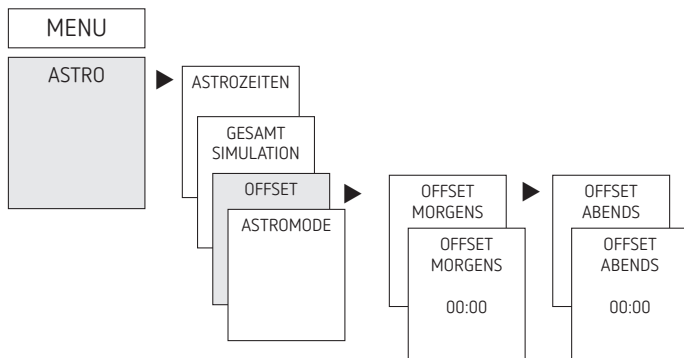 MENU
ASTRO
ASTROZEITEN
GESAMT
SIMULATION
OFFSET
ASTROMODE
OFFSET
MORGENS
OFFSET
MORGENS
00:00
OFFSET
ABENDS
OFFSET
ABENDS
00:00